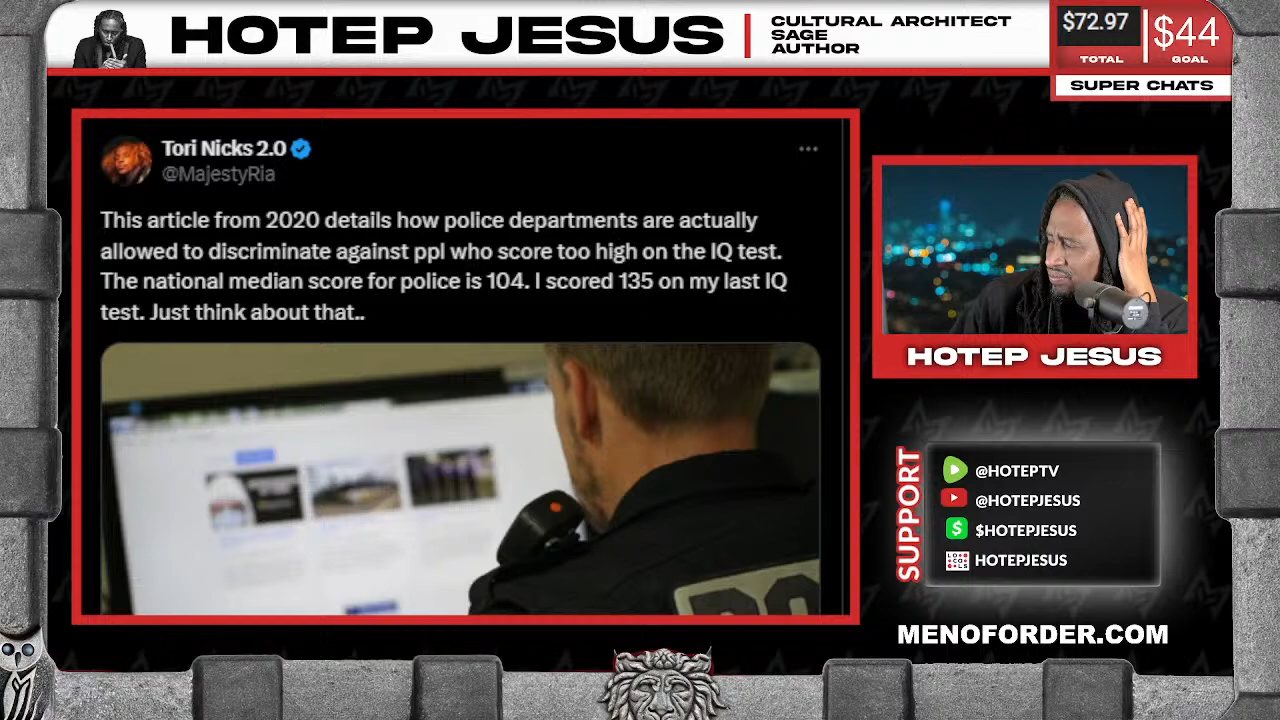 HOTEP JESUS
CULTURAL ARCHITECT
SAGE
AUTHOR
$72.97
TOTAL
$44
GOAL
SUPER CHATS
Tori Nicks 2.0
@MajestyRia
This article from 2020 details how police departments are actually
allowed to discriminate against ppl who score too high on the IQ test.
The national median score for police is 104. I scored 135 on my last IQ
test. Just think about that..
HOTEP JESUS
SUPPORT
@HOTEPTV
@HOTEPJESUS
$HOTEPJESUS
LOCALS
HOTEPJESUS
MENOFORDER.COM